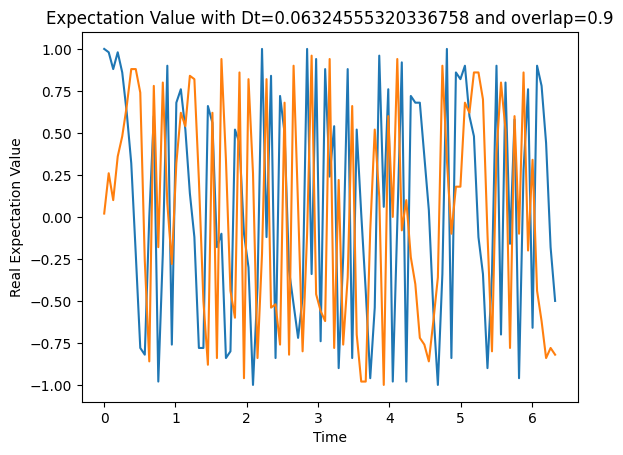 Expectation Value with Dt=0.06324555320336758 and overlap=0.9
1.00
0.75
0.50
0.25
0.00
−0.25
−0.50
−0.75
−1.00
Real Expectation Value
0 1 2 3 4 5 6
Time